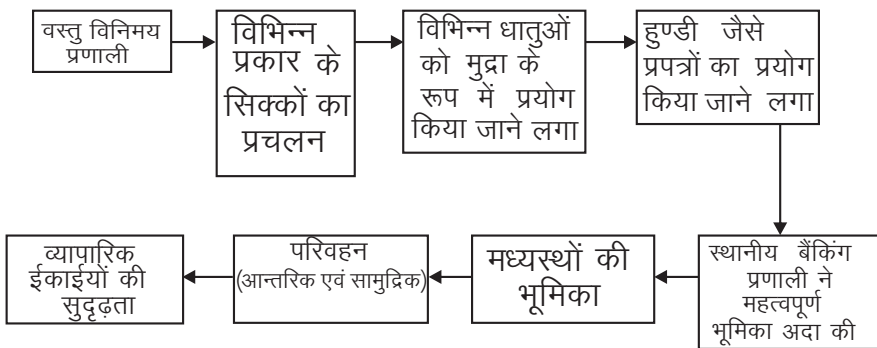 वस्तु विनिमय
प्रणाली
विभिन्न
प्रकार के
सिक्कों का
प्रचलन
विभिन्न धातुओं
को मुद्रा के
रूप में प्रयोग
किया जाने लगा
हुण्डी जैसे
प्रपत्रों का प्रयोग
किया जाने लगा
स्थानीय बैंकिंग
प्रणाली ने
महत्वपूर्ण
भूमिका अदा की
मध्यस्थों की
भूमिका
परिवहन
(आन्तरिक एवं सामुद्रिक)
व्यापारिक
ईकाईयों की
सुदृढ़ता